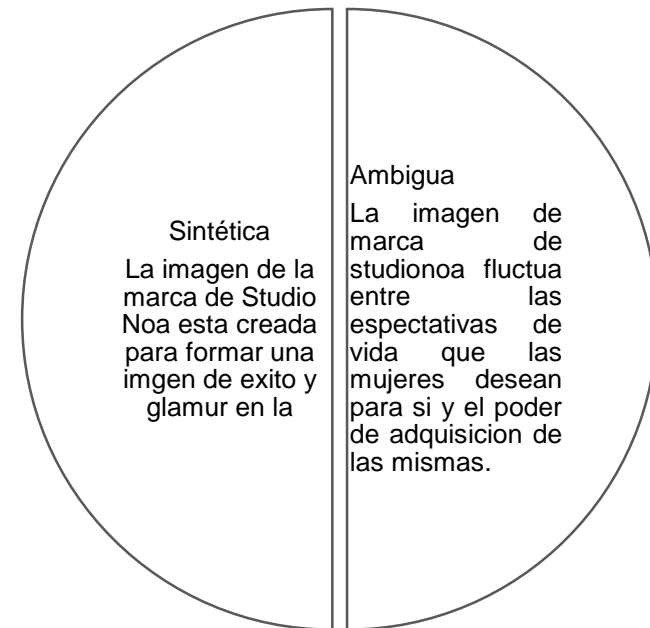 Sintética
La imagen de la
marca de Studio
Noa esta creada
para formar una
imgen de exito y
glamur en la
Ambigua
La imagen de
marca de
studionoa fluctua
entre las
espectativas de
vida que las
mujeres desean
para si y el poder
de adquisicion de
las mismas.